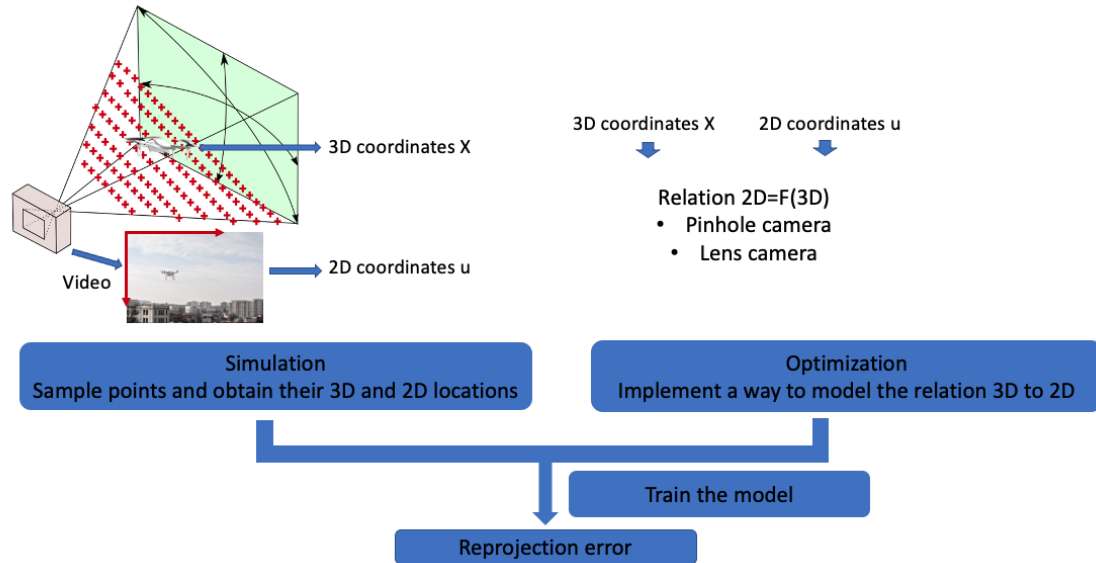 3D coordinates X
Video
2D coordinates u
3D coordinates X
2D coordinates u
Relation 2D=F(3D)
• Pinhole camera
• Lens camera
Simulation
Sample points and obtain their 3D and 2D locations
Optimization
Implement a way to model the relation 3D to 2D
Train the model
Reprojection error